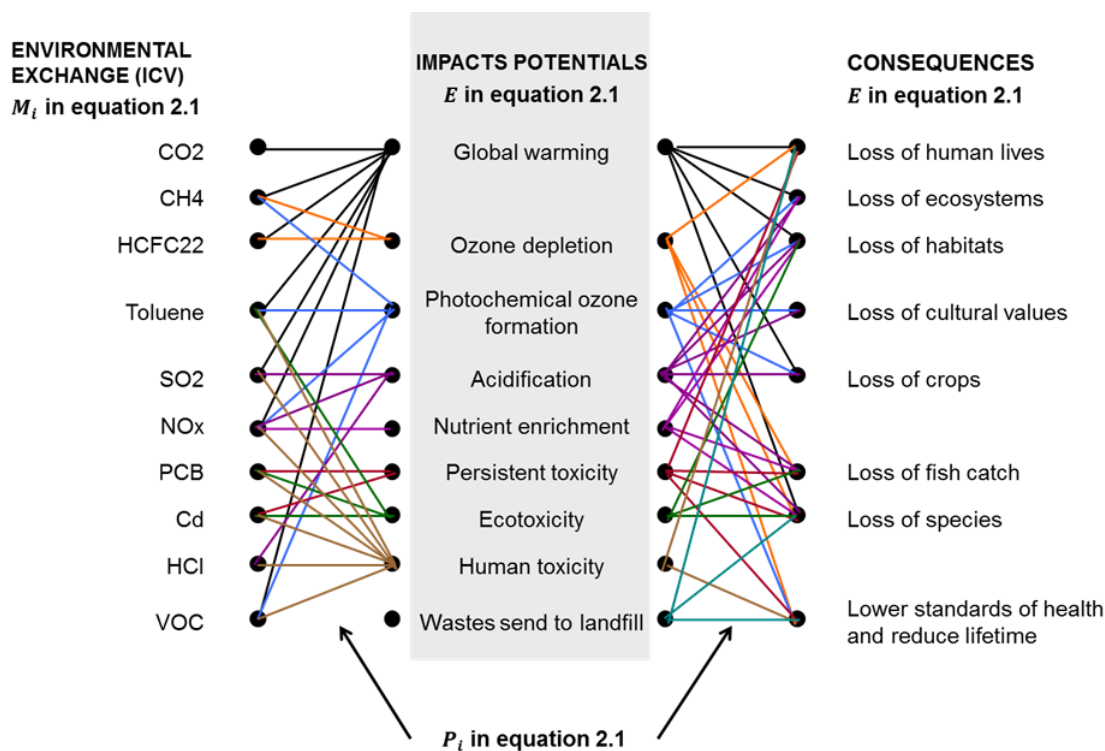 ENVIRONMENTAL
EXCHANGE (ICV)
M_i in equation 2.1
CO2
CH4
HCFC22
Toluene
SO2
NOx
PCB
Cd
HCl
VOC
IMPACTS POTENTIALS
E in equation 2.1
Global warming
Ozone depletion
Photochemical ozone
formation
Acidification
Nutrient enrichment
Persistent toxicity
Ecotoxicity
Human toxicity
Wastes send to landfill
CONSEQUENCES
E in equation 2.1
Loss of human lives
Loss of ecosystems
Loss of habitats
Loss of cultural values
Loss of crops
Loss of fish catch
Loss of species
Lower standards of health
and reduce lifetime
P_i in equation 2.1